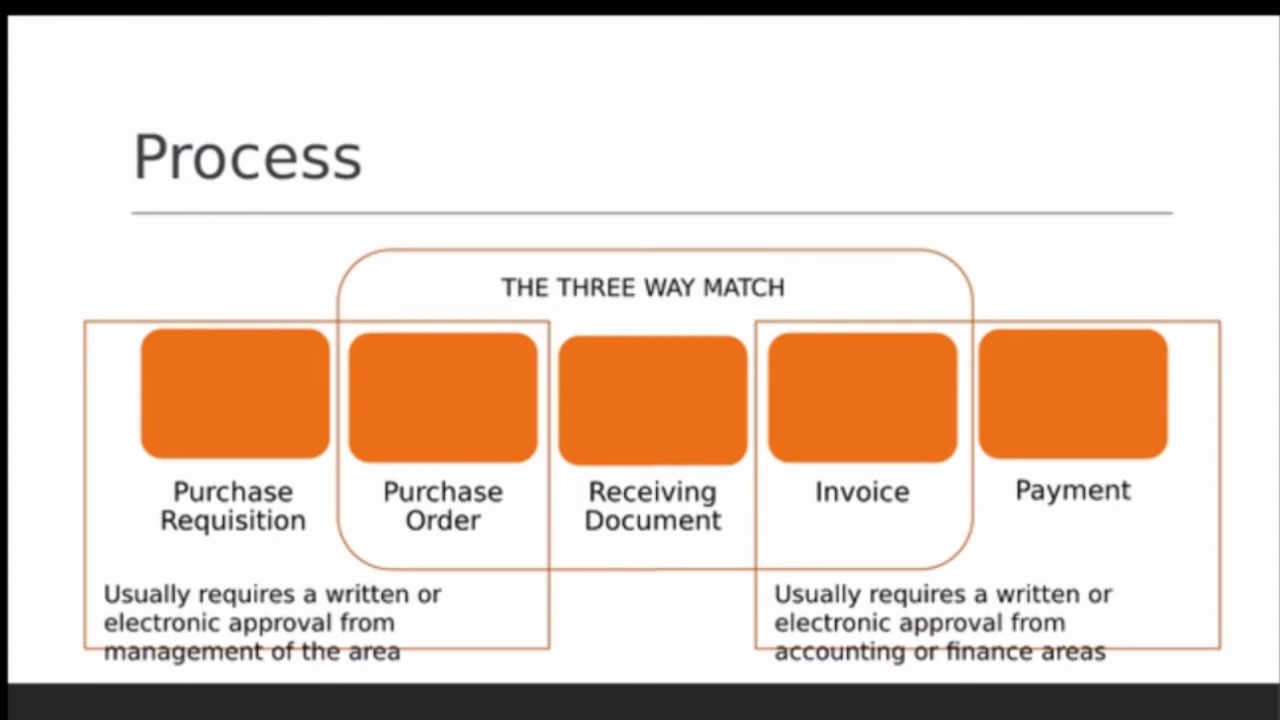 Process
THE THREE WAY MATCH
Purchase
Requisition
Purchase
Order
Receiving
Document
Invoice
Payment
Usually requires a written or
electronic approval from
management of the area
Usually requires a written or
electronic approval from
accounting or finance areas